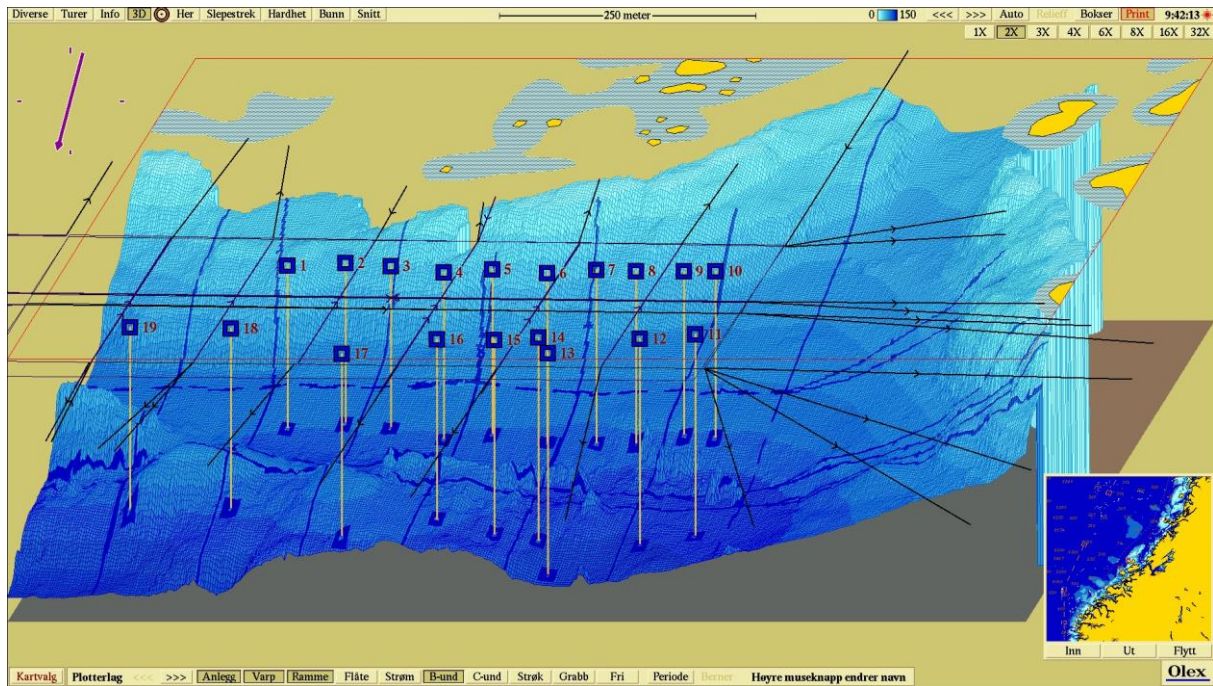 Diverse Turer Info 3D Her Slepestrek Hardhet Bunn Snitt 250 meter 0 150 <<< >>> Auto Relieff Bokser Print 9:42:13
1X 2X 3X 4X 6X 8X 16X 32X
1 2 3 4 5 6 7 8 9 10
19 18 17 16 15 14 13 12 11
Inn Ut Flytt
Kartvalg Plotterlag <<< >>> Anlegg Varp Ramme Flåte Strøm B-und C-und Strøk Grabb Fri Periode Berner Høyre museknapp endrer navn Olex